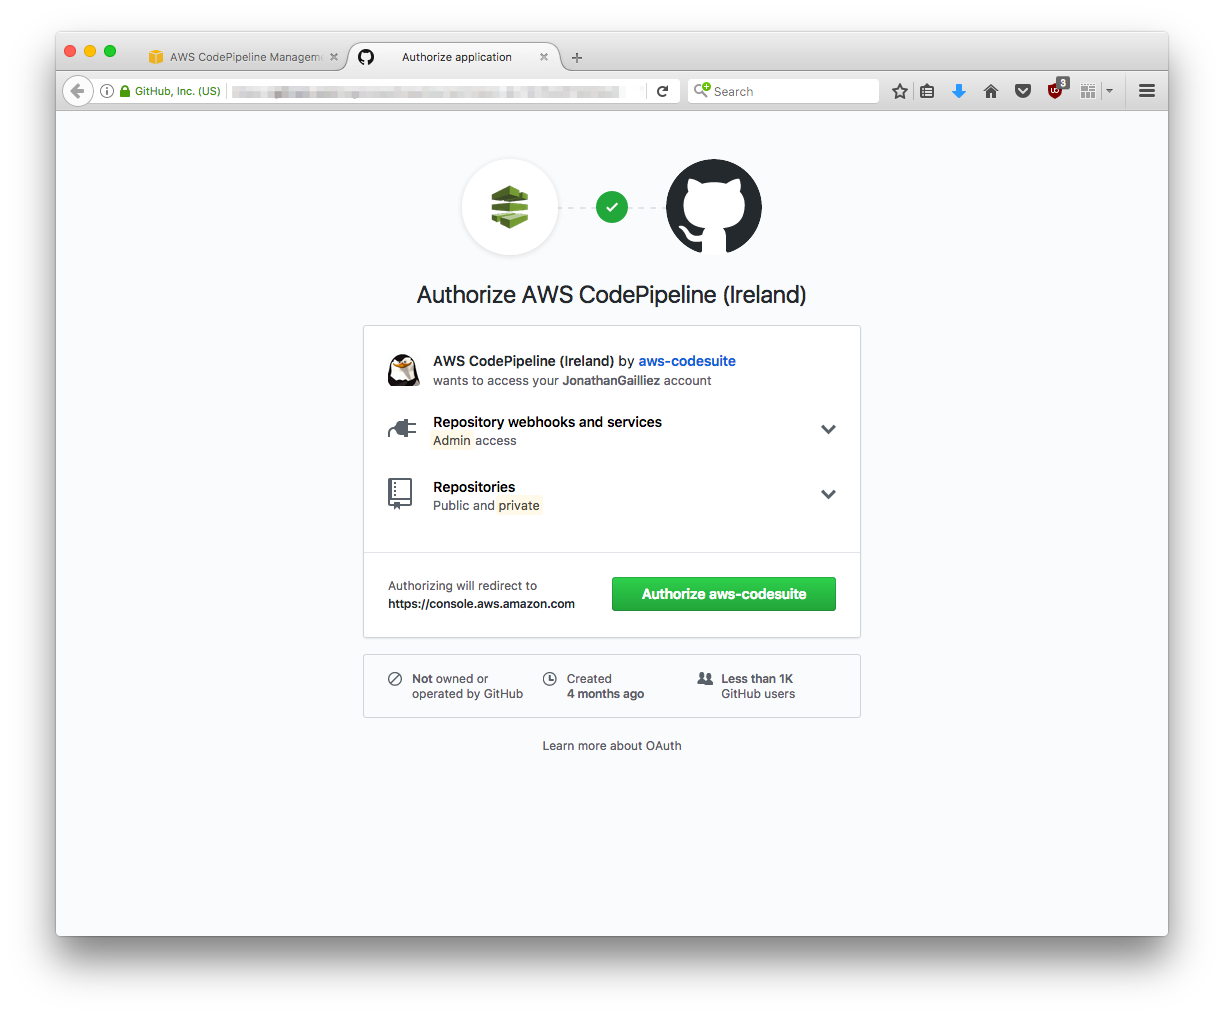 AWS CodePipeline Managem
Authorize application
GitHub, Inc. (US)
Search
3
Authorize AWS CodePipeline (Ireland)
AWS CodePipeline (Ireland) by aws-codesuite
wants to access your JonathanGailliez account
Repository webhooks and services
Admin access
Repositories
Public and private
Authorizing will redirect to
https://console.aws.amazon.com
Authorize aws-codesuite
Not owned or
operated by GitHub
Created
4 months ago
Less than 1K
GitHub users
Learn more about OAuth